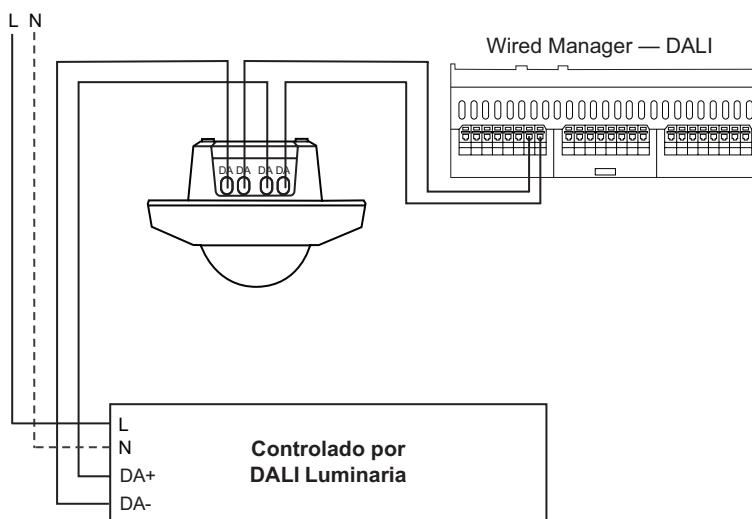 L N
Wired Manager — DALI
DA DA DA DA
L
N
Controlado por
DALI Luminaria
DA+
DA-